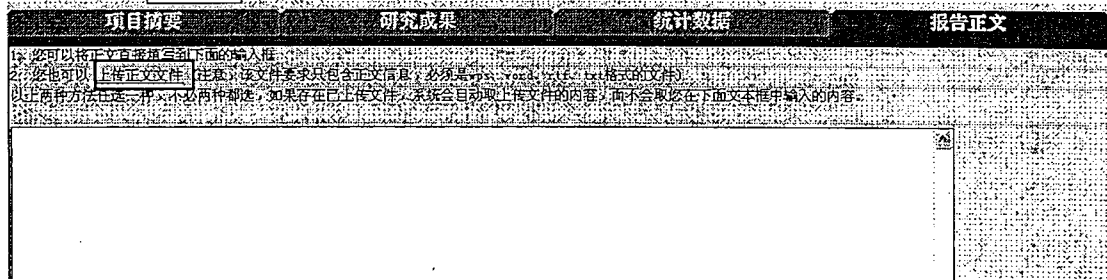 项目摘要 研究成果 统计数据 报告正文
1、您可以将正文直接填写到下面的输入框
2、您也可以 上传正文文件 (注意，该文件要求只包含正文信息，必须是wps、word、rtf、txt格式的文件)
以上两种方法任选一种，不必两种都选，如果存在已上传文件，系统会自动取上传文件的内容，而不会取您在下面文本框中输入的内容。